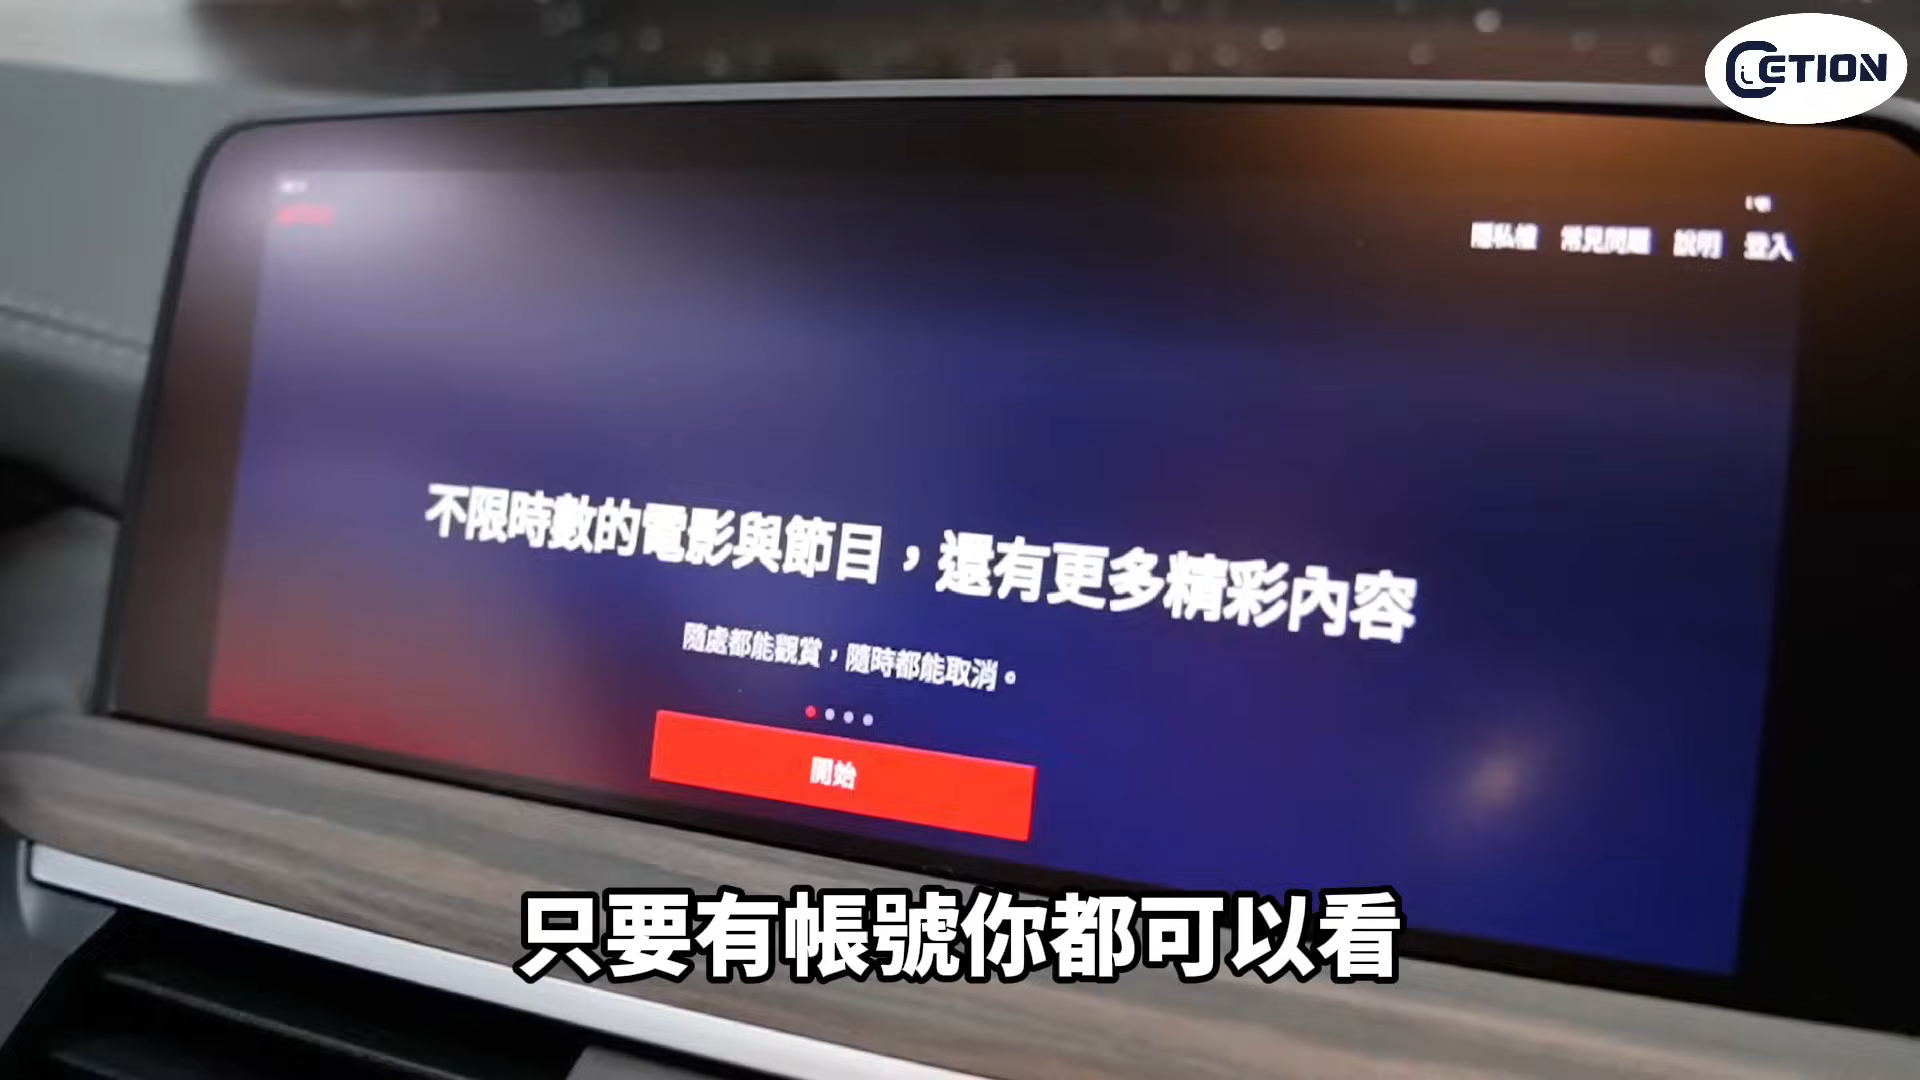 CETION
隱私權 常見問題 說明 登入
不限時數的電影與節目，還有更多精彩內容
隨處都能觀賞，隨時都能取消。
開始
只要有帳號你都可以看